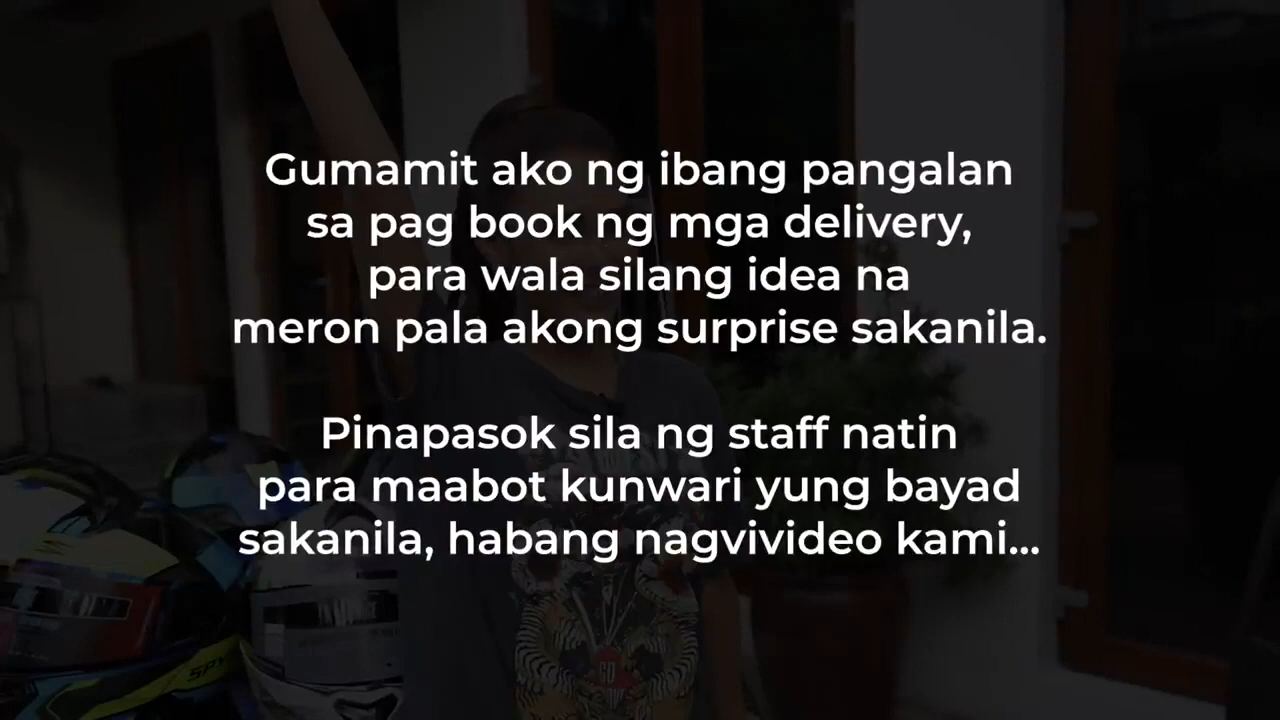 Gumamit ako ng ibang pangalan
sa pag book ng mga delivery,
para wala silang idea na
meron pala akong surprise sakanila.
Pinapasok sila ng staff natin
para maabot kunwari yung bayad
sakanila, habang nagvivideo kami...